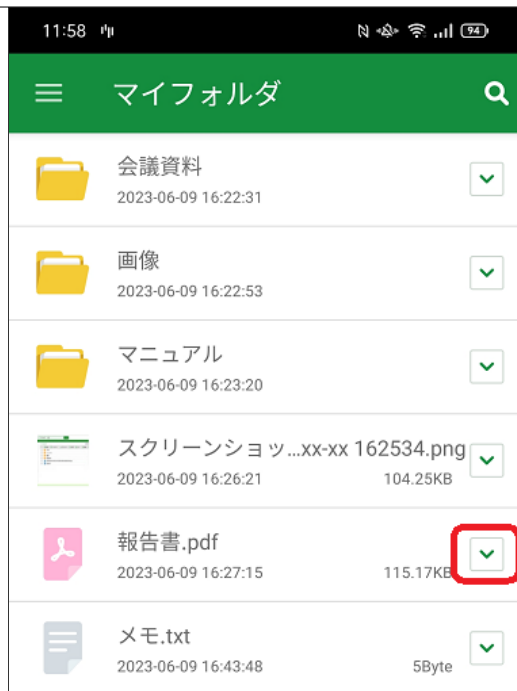 11:58
94
マイフォルダ
会議資料
2023-06-09 16:22:31
画像
2023-06-09 16:22:53
マニュアル
2023-06-09 16:23:20
スクリーンショッ...xx-xx 162534.png
2023-06-09 16:26:21 104.25KB
報告書.pdf
2023-06-09 16:27:15 115.17KB
メモ.txt
2023-06-09 16:43:48 5Byte